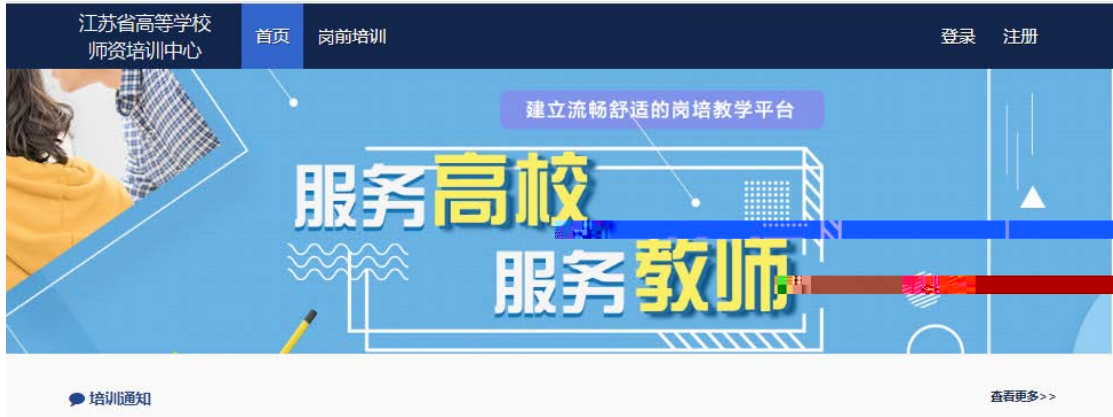 江苏省高等学校
师资培训中心
首页
岗前培训
登录
注册
建立流畅舒适的岗培教学平台
服务高校
服务教师
培训通知
查看更多>>